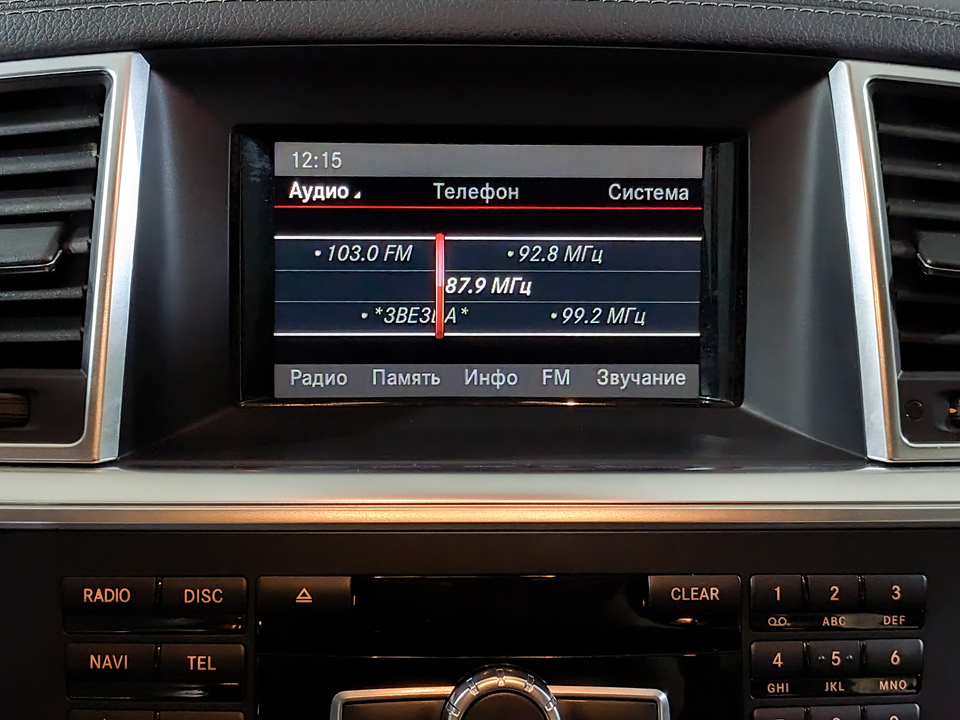 12:15
Аудио Телефон Система
• 103.0 FM • 92.8 МГц
87.9 МГц
• *ЗВЕЗДА* • 99.2 МГц
Радио Память Инфо FM Звучание
RADIO DISC CLEAR 1 2 3
ABC DEF
NAVI TEL 4 5 6
GHI JKL MNO